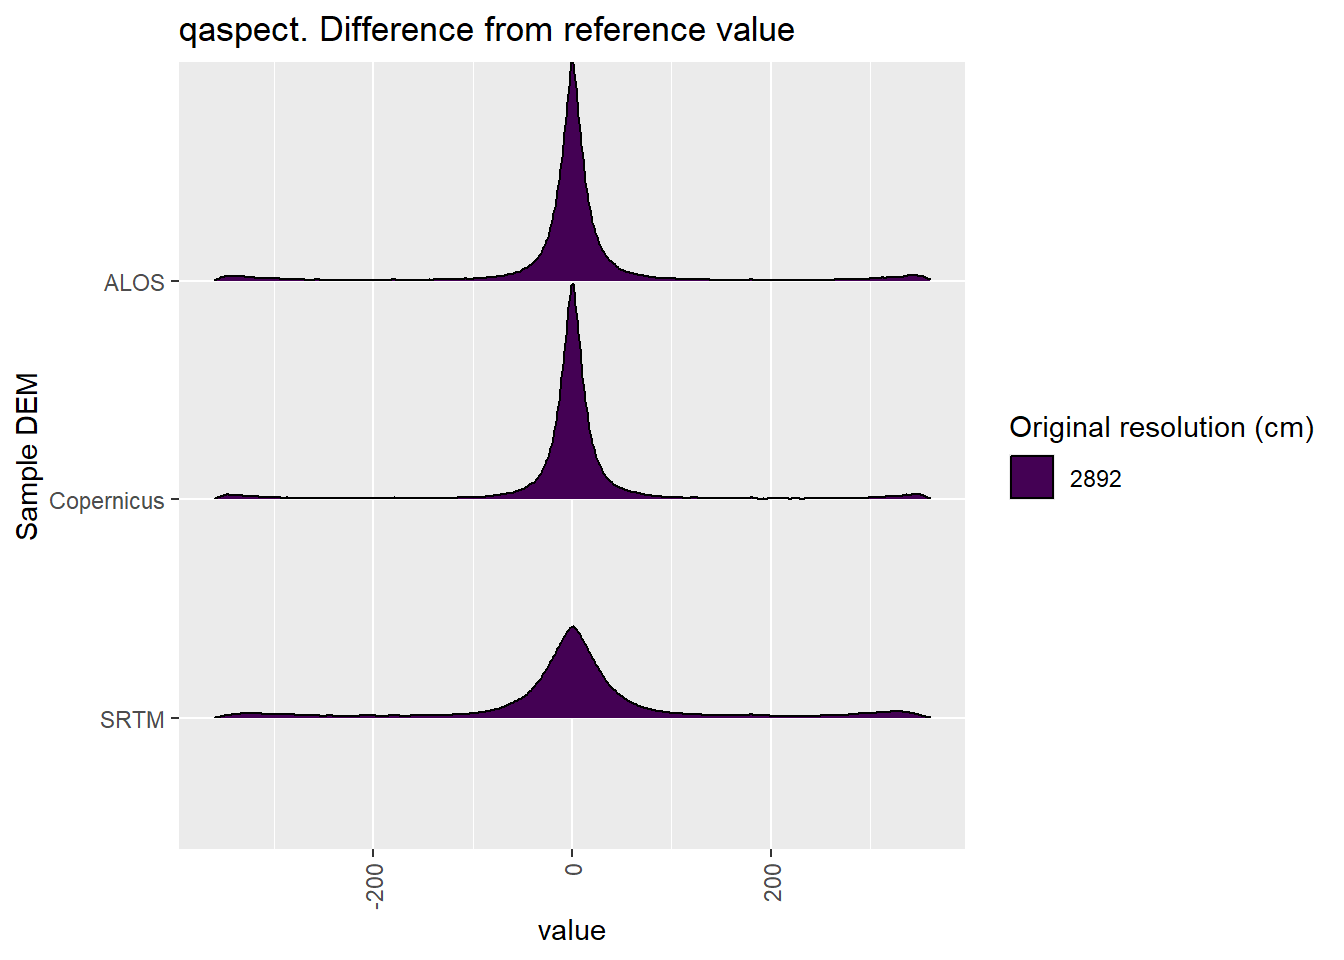 qaspect. Difference from reference value
Sample DEM
ALOS
Copernicus
SRTM
-200
0
200
value
Original resolution (cm)
2892